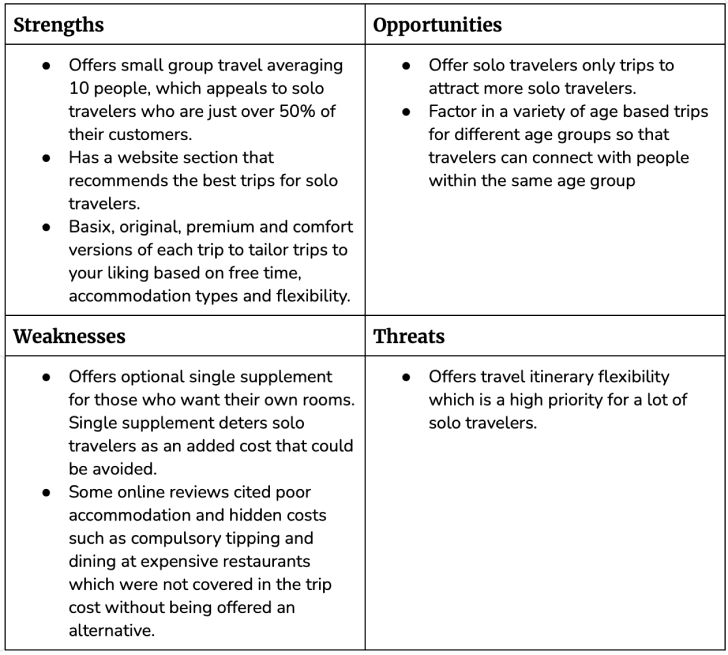 Strengths
● Offers small group travel averaging
10 people, which appeals to solo
travelers who are just over 50% of
their customers.
● Has a website section that
recommends the best trips for solo
travelers.
● Basix, original, premium and comfort
versions of each trip to tailor trips to
your liking based on free time,
accommodation types and flexibility.
Opportunities
● Offer solo travelers only trips to
attract more solo travelers.
● Factor in a variety of age based trips
for different age groups so that
travelers can connect with people
within the same age group
Weaknesses
● Offers optional single supplement
for those who want their own rooms.
Single supplement deters solo
travelers as an added cost that could
be avoided.
● Some online reviews cited poor
accommodation and hidden costs
such as compulsory tipping and
dining at expensive restaurants
which were not covered in the trip
cost without being offered an
alternative.
Threats
● Offers travel itinerary flexibility
which is a high priority for a lot of
solo travelers.